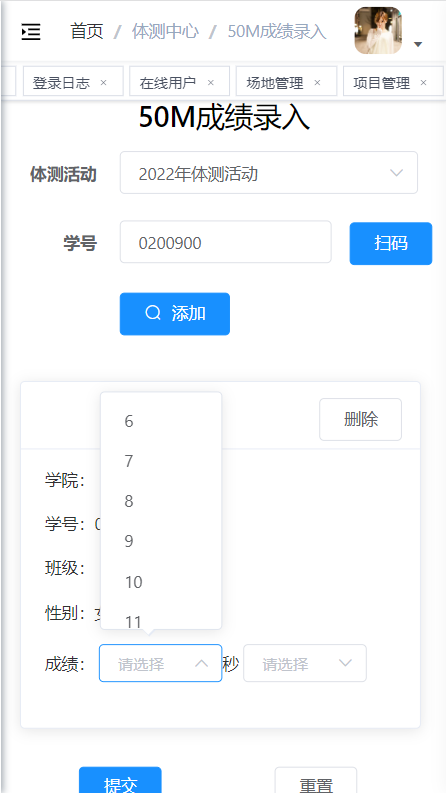 首页 / 体测中心 / 50M成绩录入
登录日志 × 在线用户 × 场地管理 × 项目管理 ×
50M成绩录入
体测活动 2022年体测活动
学号 0200900 扫码
添加
删除
6
7
8
9
10
11
学院：
学号：
班级：
性别：
成绩： 请选择 秒 请选择
提交 重置